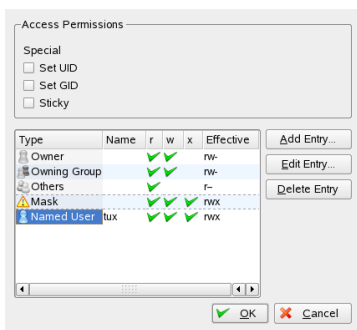 Access Permissions
Special
Set UID
Set GID
Sticky
Type Name r w x Effective
Owner rw-
Owning Group rw-
Others r--
Mask rwx
Named User tux rwx
Add Entry...
Edit Entry...
Delete Entry
OK
Cancel